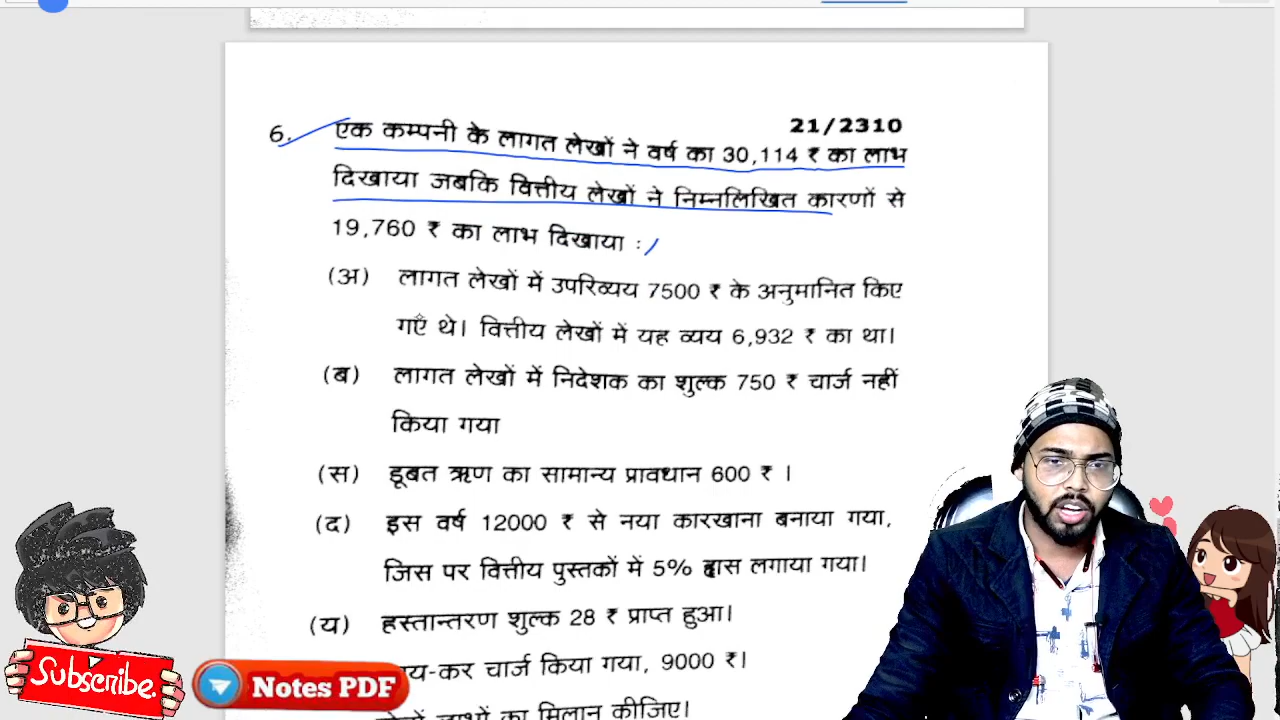 21/2310
6. एक कम्पनी के लागत लेखों ने वर्ष का 30,114 ₹ का लाभ
दिखाया जबकि वित्तीय लेखों ने निम्नलिखित कारणों से
19,760 ₹ का लाभ दिखाया :
(अ) लागत लेखों में उपरिव्यय 7500 ₹ के अनुमानित किए
गएँ थे। वित्तीय लेखों में यह व्यय 6,932 ₹ का था।
(ब) लागत लेखों में निदेशक का शुल्क 750 ₹ चार्ज नहीं
किया गया
(स) डूबत ऋण का सामान्य प्रावधान 600 ₹ ।
(द) इस वर्ष 12000 ₹ से नया कारखाना बनाया गया,
जिस पर वित्तीय पुस्तकों में 5% ह्रास लगाया गया।
(य) हस्तान्तरण शुल्क 28 ₹ प्राप्त हुआ।
कर चार्ज किया गया, 9000 ₹।
लाभों का मिलान कीजिए।
Subscribe
Notes PDF